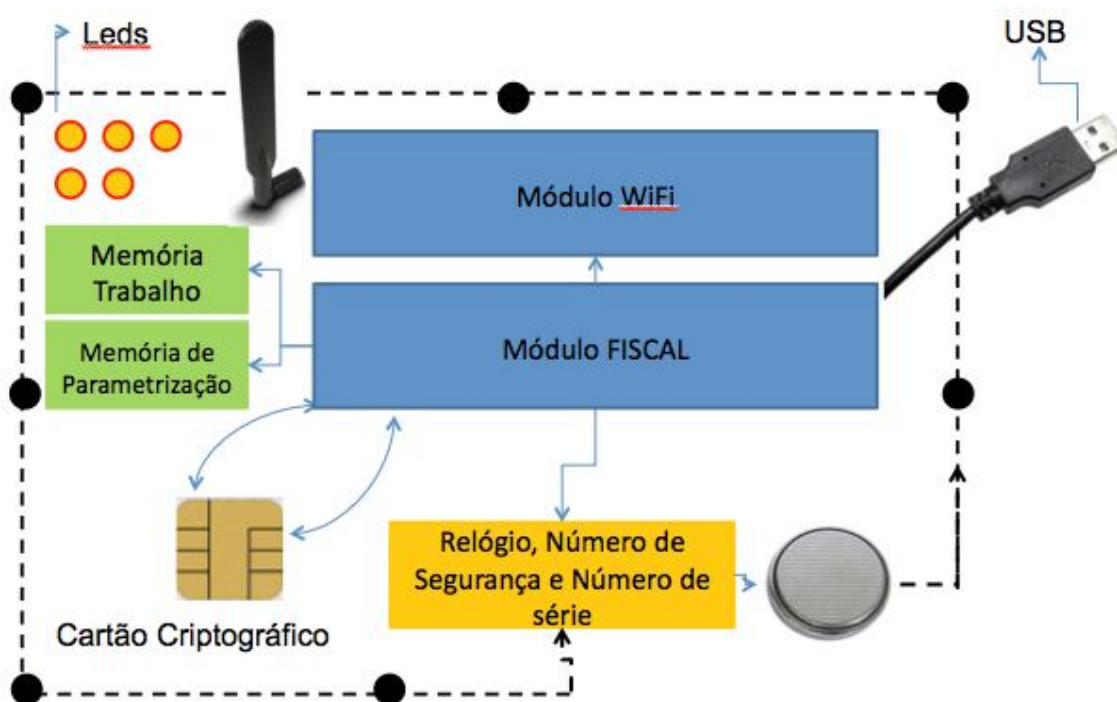 Leds
USB
Módulo WiFi
Memória
Trabalho
Módulo FISCAL
Memória de
Parametrização
Relógio, Número de
Segurança e Número de
série
Cartão Criptográfico